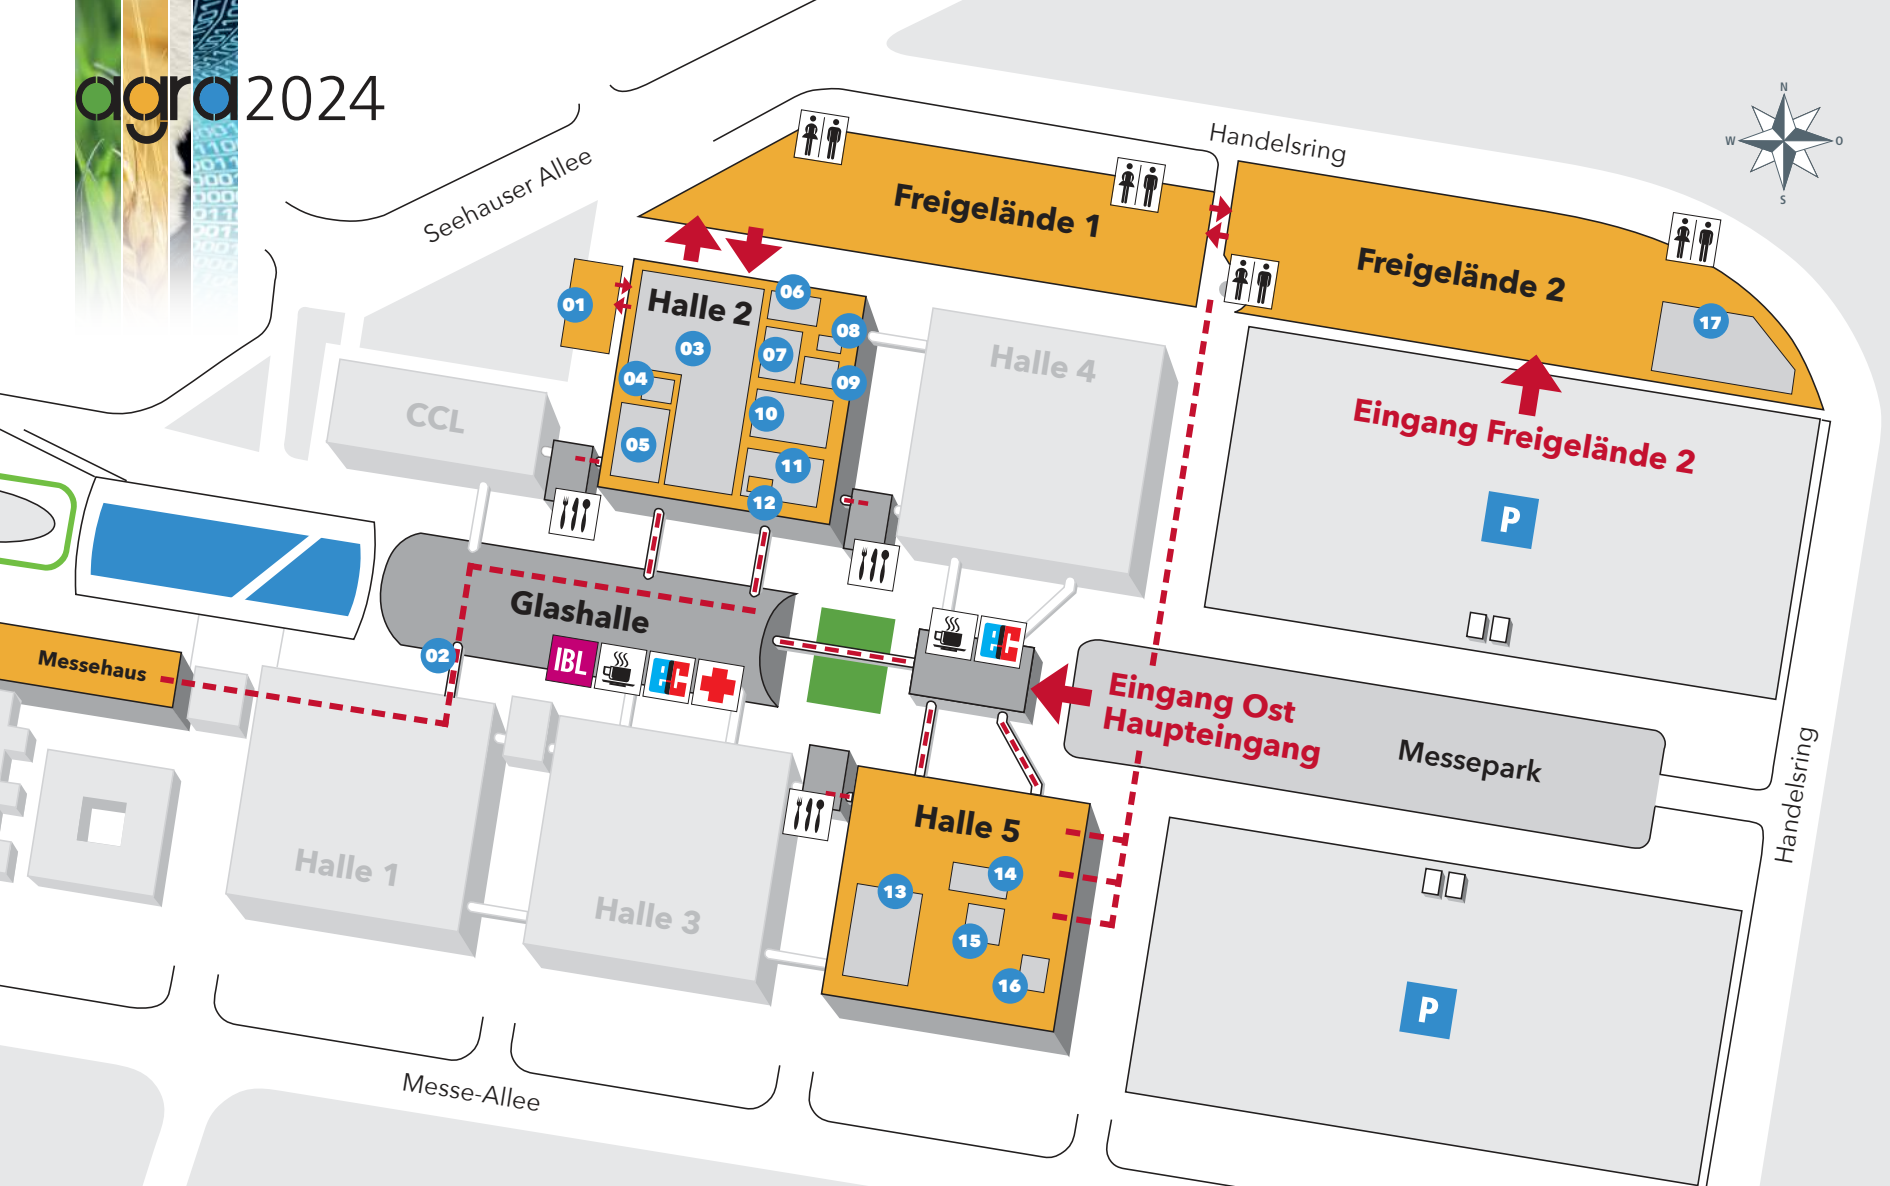 agra2024
N
W
O
S
Handelsring
Seehauser Allee
Freigelände 1
Freigelände 2
17
01
Halle 2
06
08
03
07
04
09
10
05
11
12
Halle 4
CCL
Eingang Freigelände 2
P
Glashalle
02
IBL
EC
EC
Messehaus
Eingang Ost
Haupteingang
Messepark
Handelsring
Halle 5
14
13
15
16
Halle 1
Halle 3
P
Messe-Allee